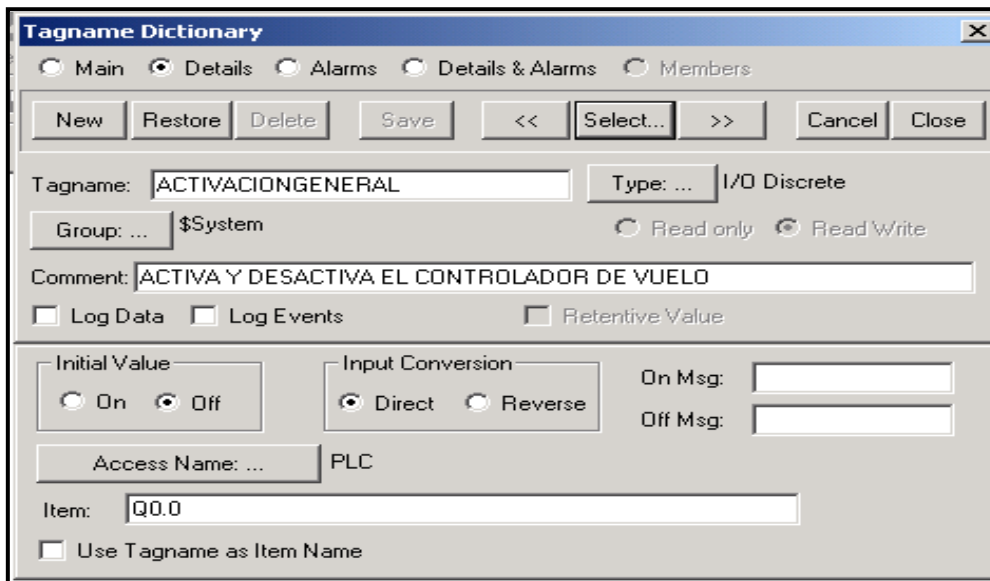 Tagname Dictionary
Main Details Alarms Details & Alarms Members
New Restore Delete Save << Select... >> Cancel Close
Tagname: ACTIVACIONGENERAL Type: ... I/O Discrete
Group: ... $System Read only Read Write
Comment: ACTIVA Y DESACTIVA EL CONTROLADOR DE VUELO
Log Data Log Events Retentive Value
Initial Value Input Conversion On Msg:
On Off Direct Reverse Off Msg:
Access Name: ... PLC
Item: Q0.0
Use Tagname as Item Name